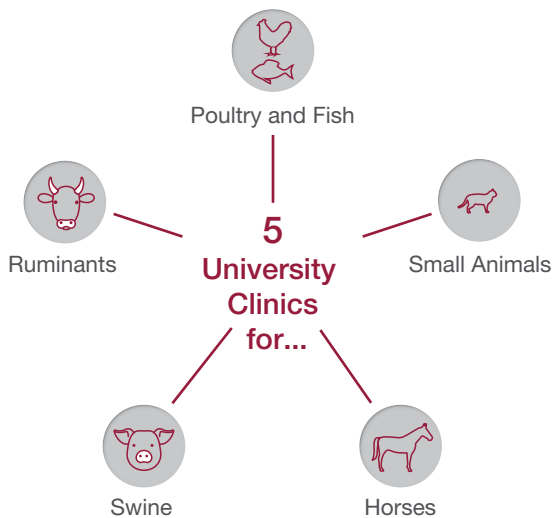 Poultry and Fish
Ruminants
Small Animals
5
University
Clinics
for...
Swine
Horses